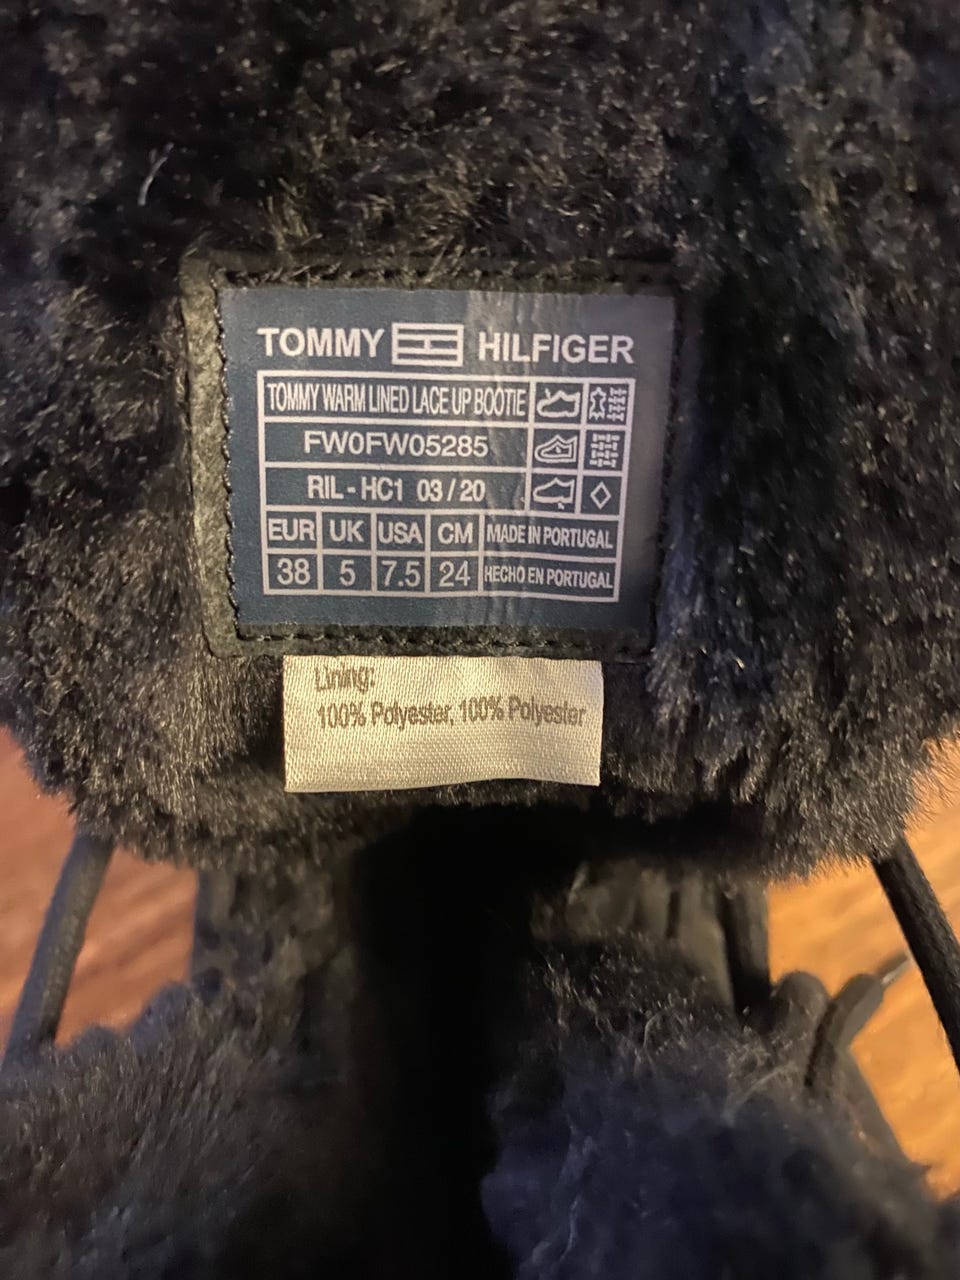 TOMMY HILFIGER
TOMMY WARM LINED LACE UP BOOTIE
FW0FW05285
RIL - HC1 03 / 20
EUR UK USA CM MADE IN PORTUGAL
38 5 7.5 24 HECHO EN PORTUGAL
Lining:
100% Polyester, 100% Polyester